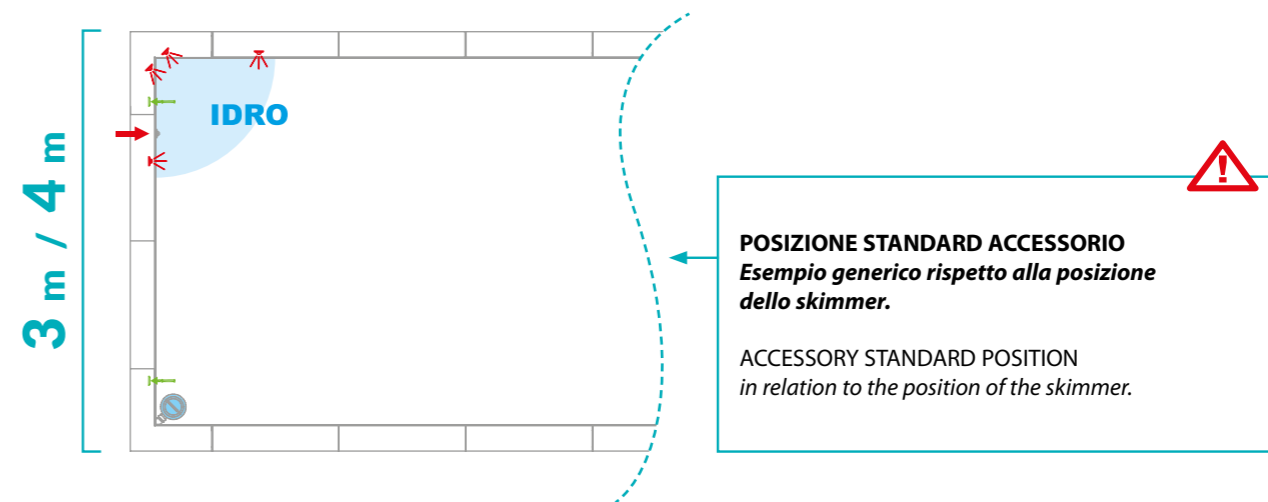 3 m / 4 m
IDRO
POSIZIONE STANDARD ACCESSORIO
Esempio generico rispetto alla posizione
dello skimmer.
ACCESSORY STANDARD POSITION
in relation to the position of the skimmer.
!